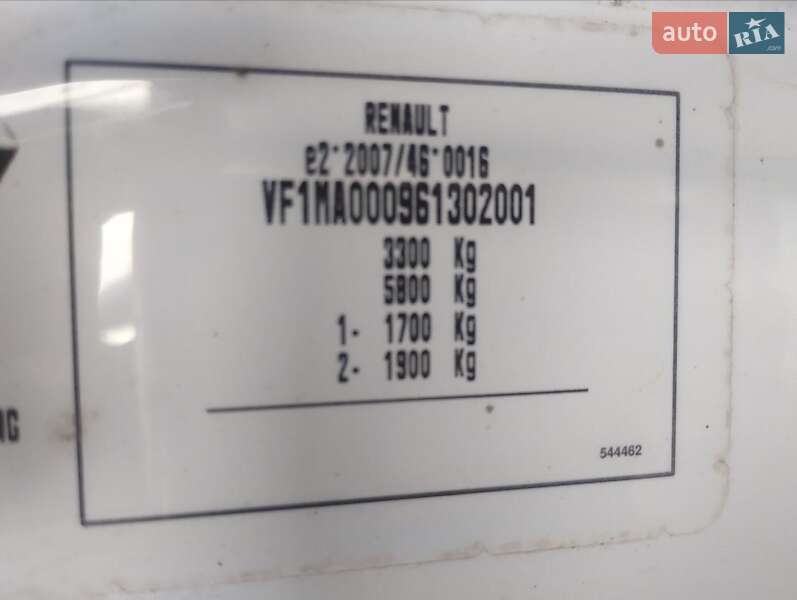 auto RIA .com
RENAULT
e2*2007/46*0016
VF1MA000961302001
3300 Kg
5800 Kg
1- 1700 Kg
2- 1900 Kg
544462